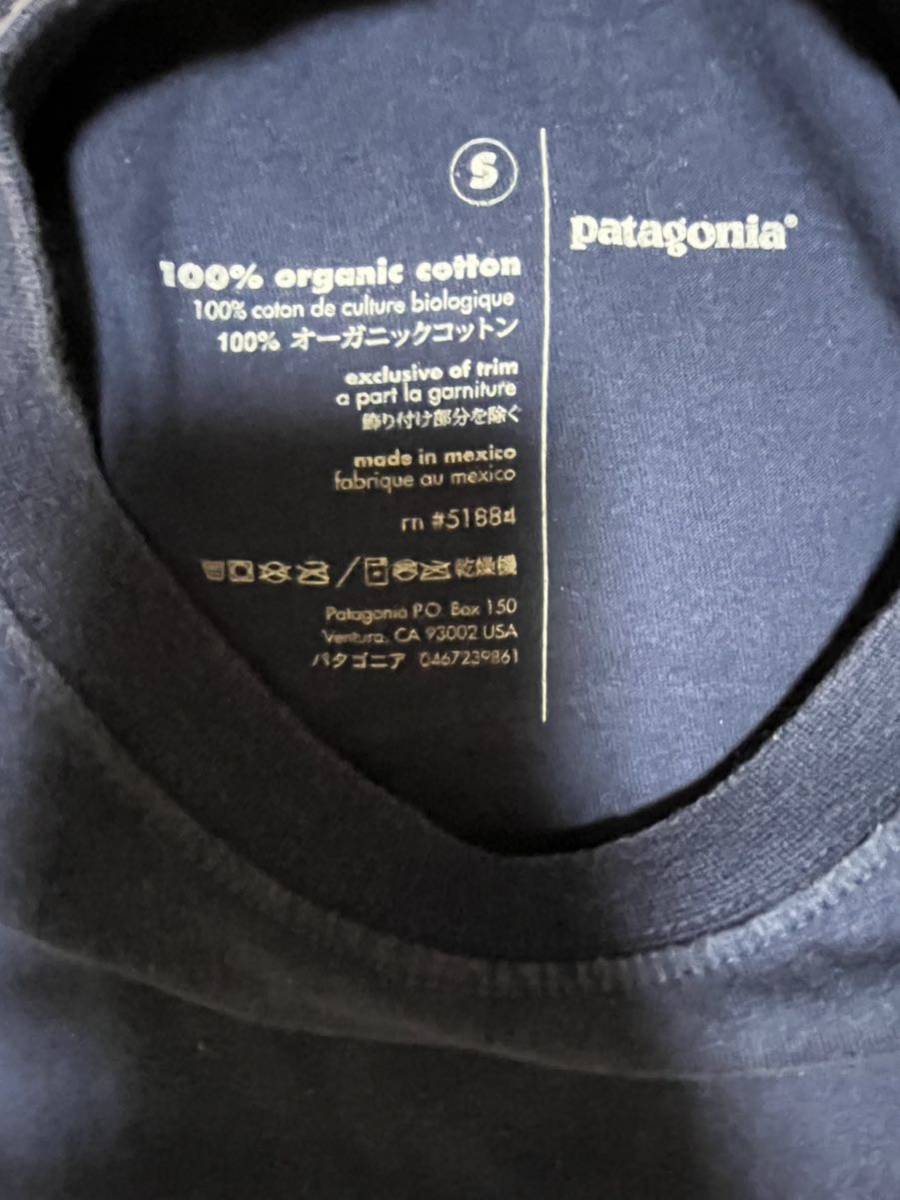 S
patagonia®
100% organic cotton
100% coton de culture biologique
100% オーガニックコットン
exclusive of trim
a part la garniture
飾り付け部分を除く
made in mexico
fabrique au mexico
rn #51884
乾燥機
Patagonia P.O. Box 150
Ventura, CA 93002 USA
パタゴニア 0467239861